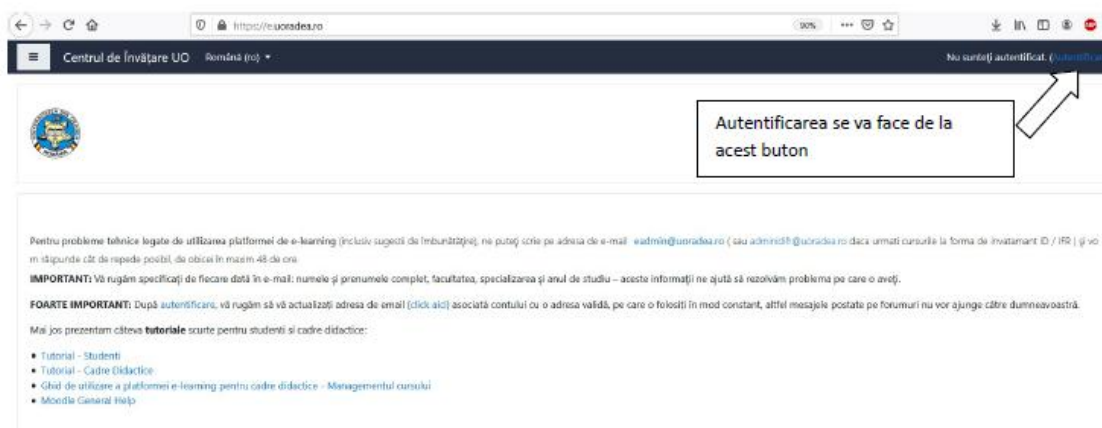 https://e.uoradea.ro
90%
Centrul de Învățare UO Română (ro)
Nu sunteți autentificat. (Autentificare
Autentificarea se va face de la
acest buton
Pentru probleme tehnice legate de utilizarea platformei de e-learning (inclusiv sugestii de îmbunătățire), ne puteți scrie pe adresa de e-mail eadmin@uoradea.ro ( sau adminidifr@uoradea.ro daca urmati cursurile la forma de invatamant ID / IFR ) și vo
m răspunde cât de repede posibil, de obicei în maxim 48 de ore
IMPORTANT: Vă rugăm specificați de fiecare dată în e-mail: numele și prenumele complet, facultatea, specializarea și anul de studiu – aceste informații ne ajută să rezolvăm problema pe care o aveți.
FOARTE IMPORTANT: După autentificare, vă rugăm să vă actualizați adresa de email (click aici) asociată contului cu o adresa validă, pe care o folosiți în mod constant, altfel mesajele postate pe forumuri nu vor ajunge către dumneavoastră.
Mai jos prezentam câteva tutoriale scurte pentru studenti si cadre didactice:
• Tutorial - Studenti
• Tutorial - Cadre Didactice
• Ghid de utilizare a platformei e-learning pentru cadre didactice - Managementul cursului
• Moodle General Help